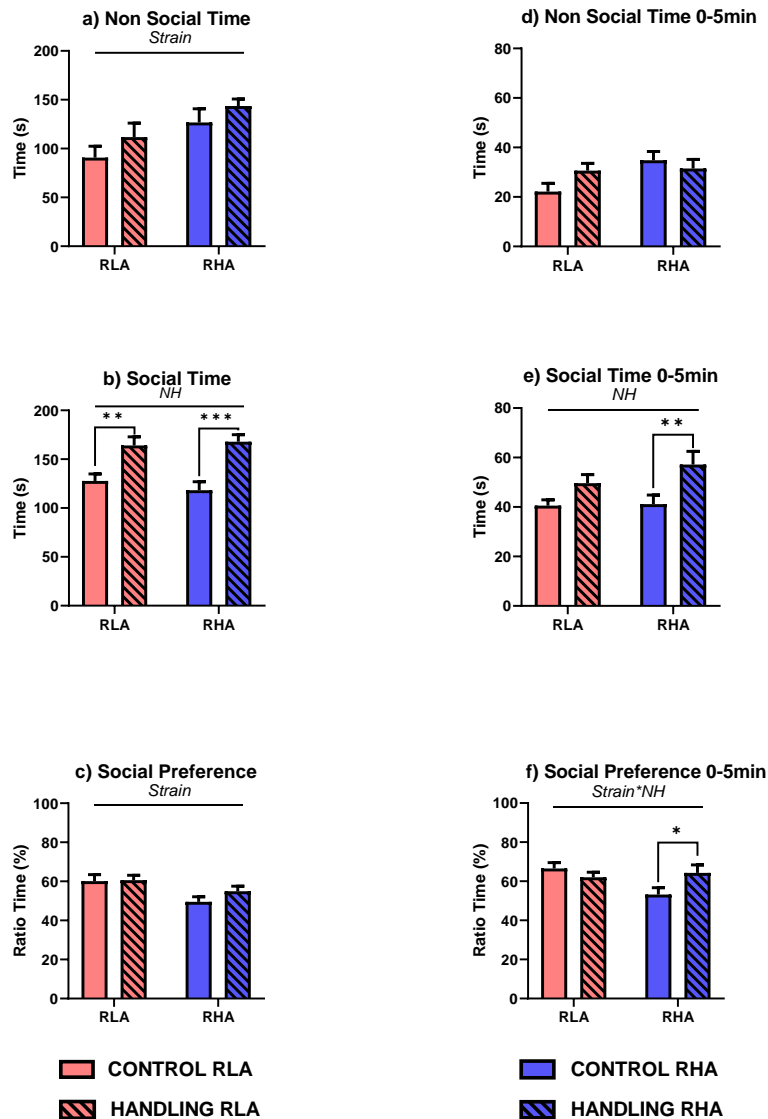 a) Non Social Time
Strain
200
150
100
50
0
Time (s)
RLA RHA
d) Non Social Time 0-5min
80
60
40
20
0
Time (s)
RLA RHA
b) Social Time
NH
200
150
100
50
0
Time (s)
** ***
RLA RHA
e) Social Time 0-5min
NH
80
60
40
20
0
Time (s)
**
RLA RHA
c) Social Preference
Strain
100
80
60
40
20
0
Ratio Time (%)
RLA RHA
f) Social Preference 0-5min
Strain*NH
100
80
60
40
20
0
Ratio Time (%)
*
RLA RHA
CONTROL RLA
HANDLING RLA
CONTROL RHA
HANDLING RHA